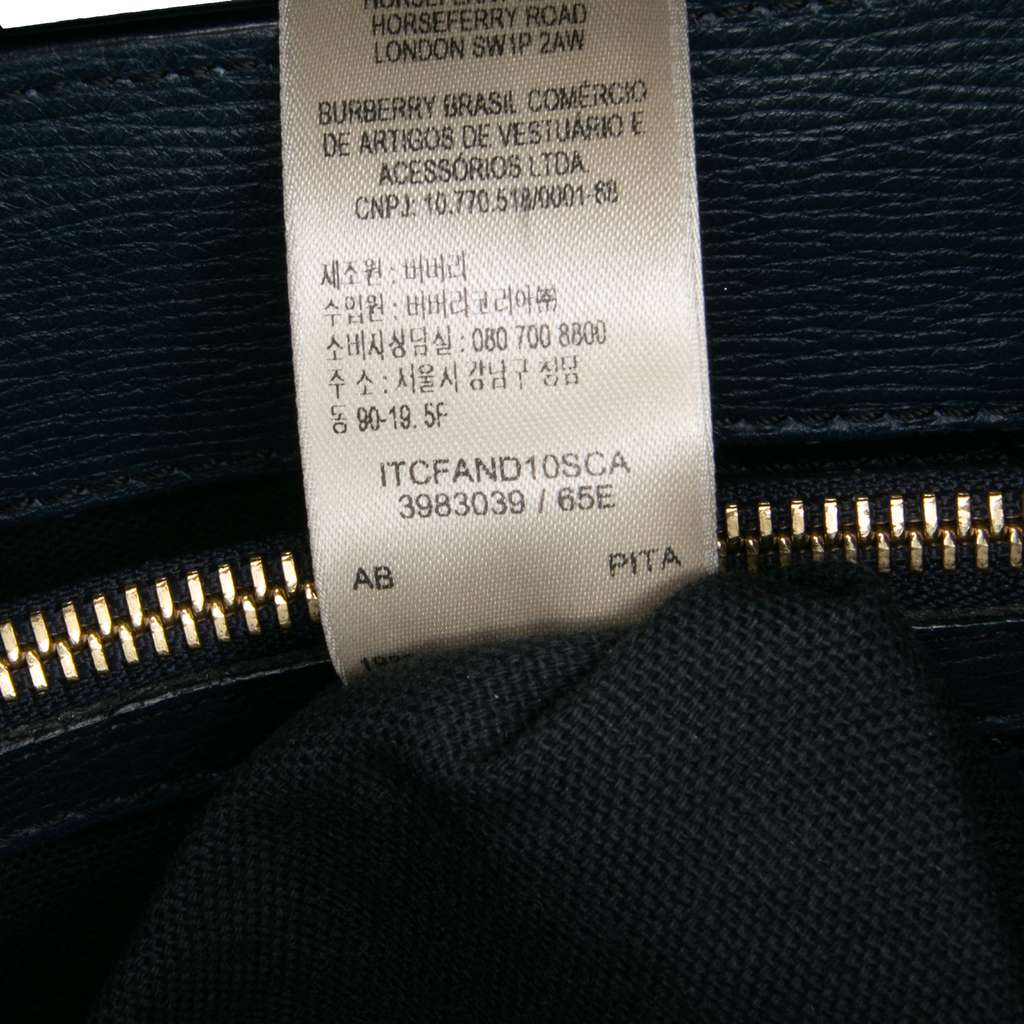 HORSEFERRY ROAD
LONDON SW1P 2AW
BURBERRY BRASIL COMÉRCIO
DE ARTIGOS DE VESTUÁRIO E
ACESSÓRIOS LTDA
CNPJ: 10.770.518/0001-88
제조원 : 버버리
수입원 : 버버리코리아㈜
소비자상담실 : 080 700 8800
주 소 : 서울시 강남구 청담
동 90-19. 5F
ITCFAND10SCA
3983039 / 65E
AB PITA